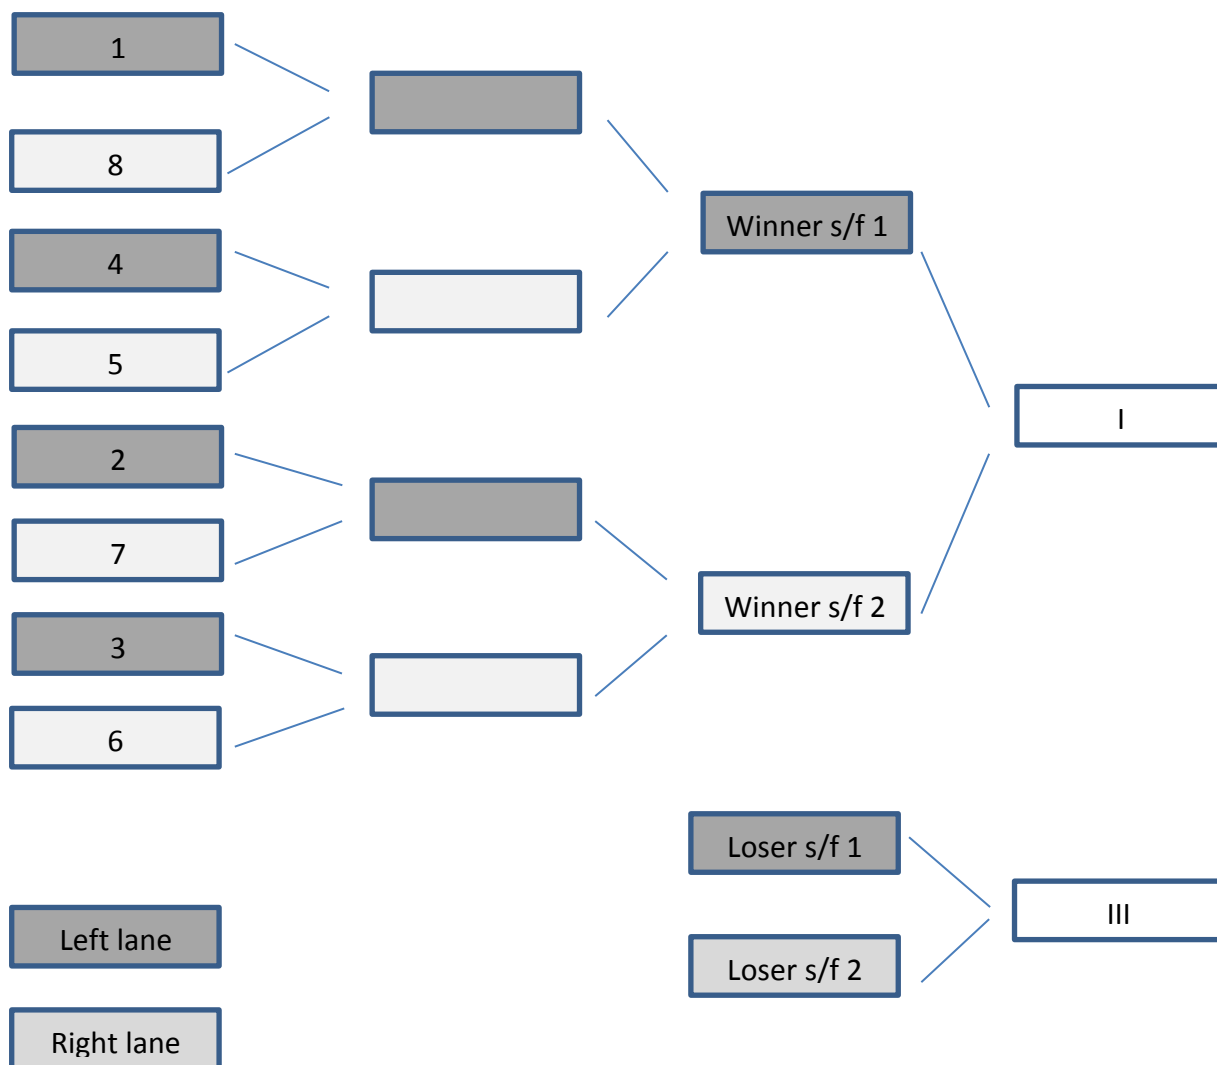 1
8
4
5
2
7
3
6
Winner s/f 1
Winner s/f 2
I
Loser s/f 1
Loser s/f 2
III
Left lane
Right lane